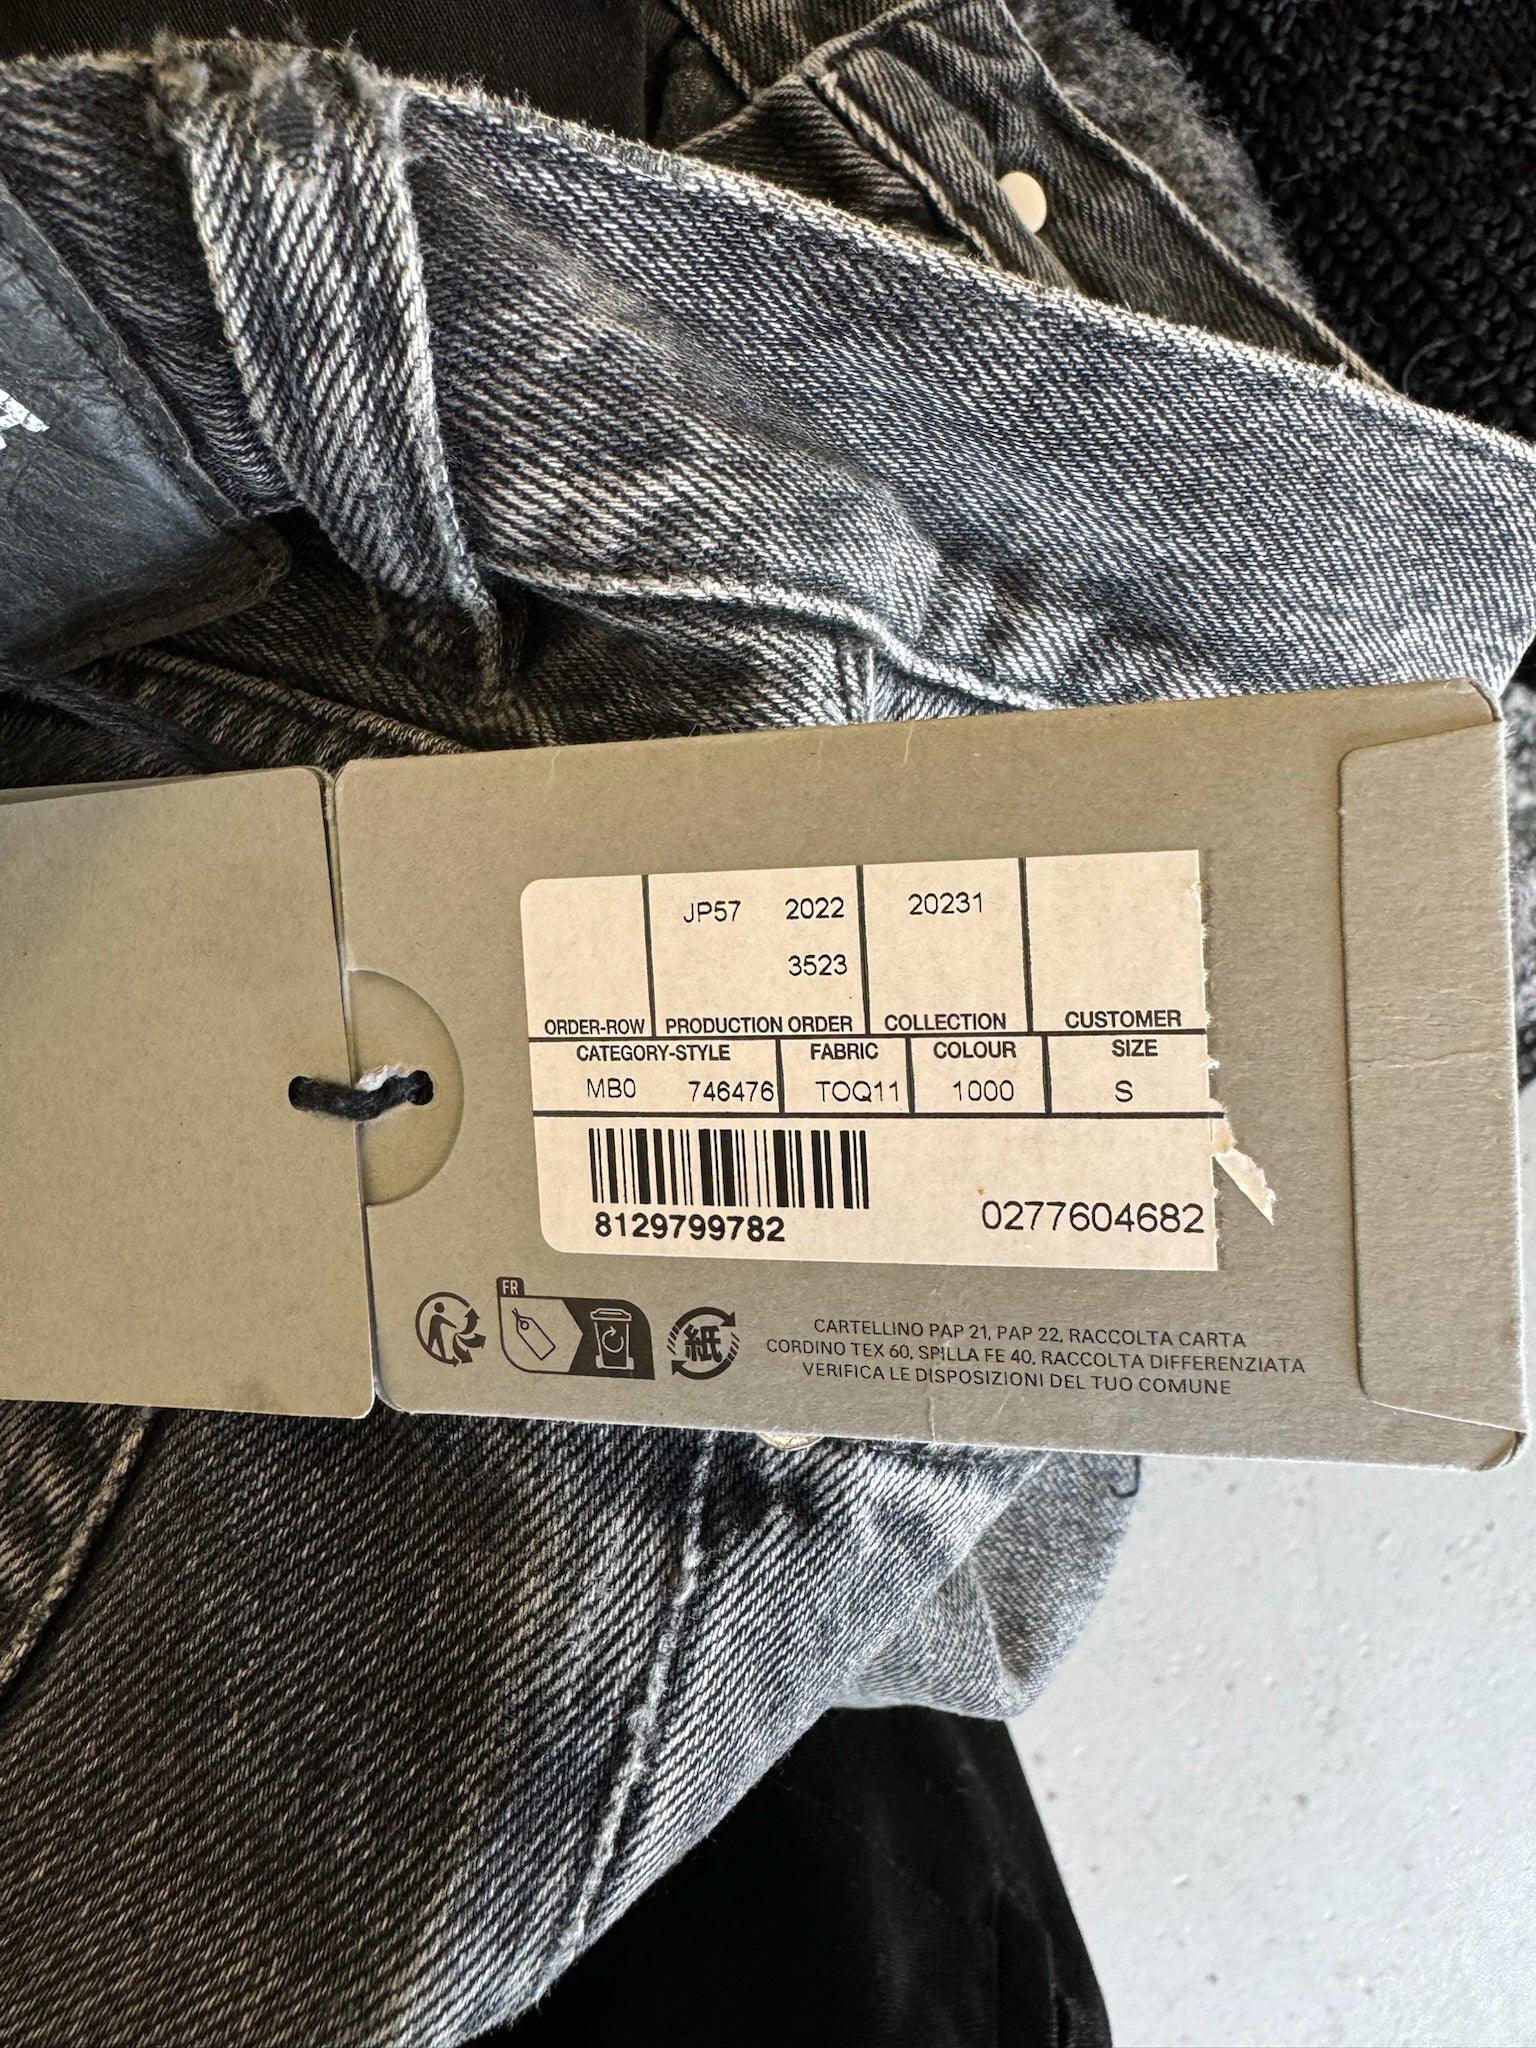 JP57 2022 20231
3523
ORDER-ROW PRODUCTION ORDER COLLECTION CUSTOMER
CATEGORY-STYLE FABRIC COLOUR SIZE
MB0 746476 TOQ11 1000 S
8129799782 0277604682
FR
紙
CARTELLINO PAP 21, PAP 22, RACCOLTA CARTA
CORDINO TEX 60, SPILLA FE 40, RACCOLTA DIFFERENZIATA
VERIFICA LE DISPOSIZIONI DEL TUO COMUNE